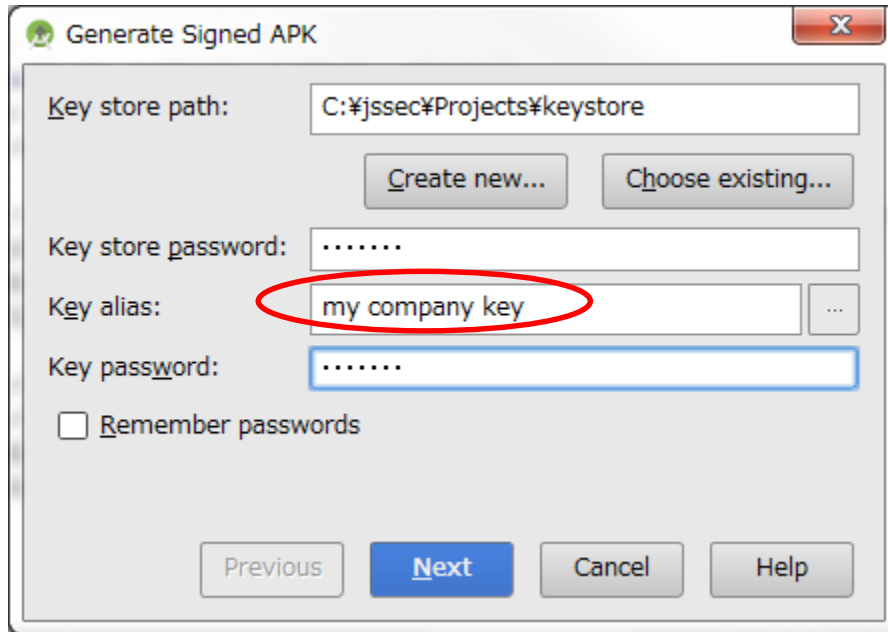 Generate Signed APK
Key store path: C:¥jssec¥Projects¥keystore
Create new... Choose existing...
Key store password: ·······
Key alias: my company key ...
Key password: ·······
Remember passwords
Previous Next Cancel Help